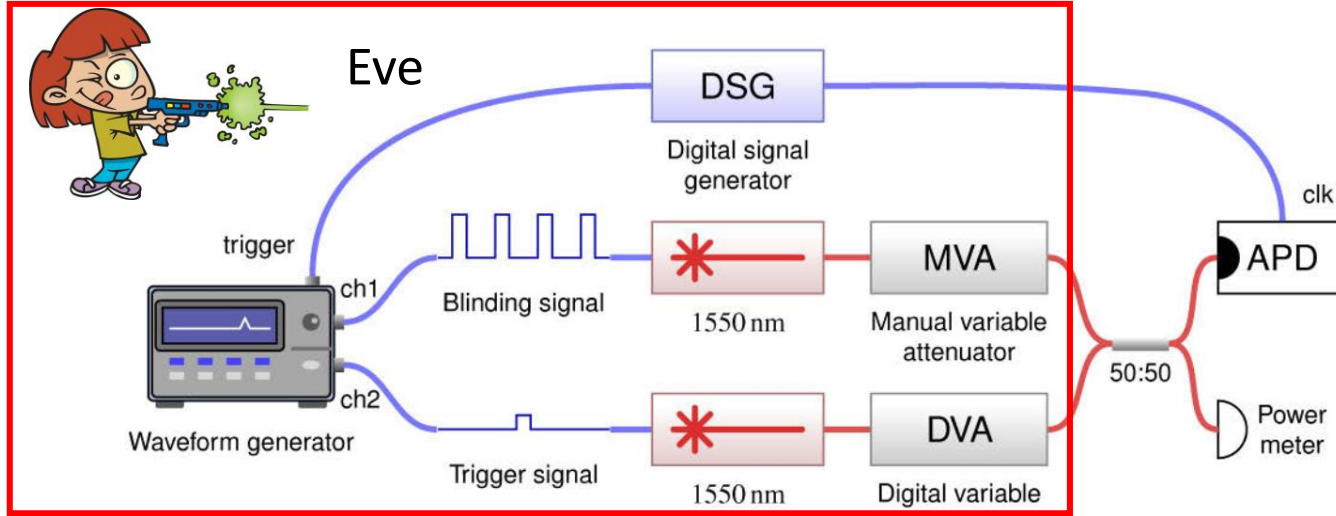 Eve
DSG
Digital signal
generator
clk
trigger
ch1
Blinding signal
1550 nm
MVA
Manual variable
attenuator
APD
50:50
ch2
Waveform generator
Trigger signal
1550 nm
DVA
Digital variable
Power
meter